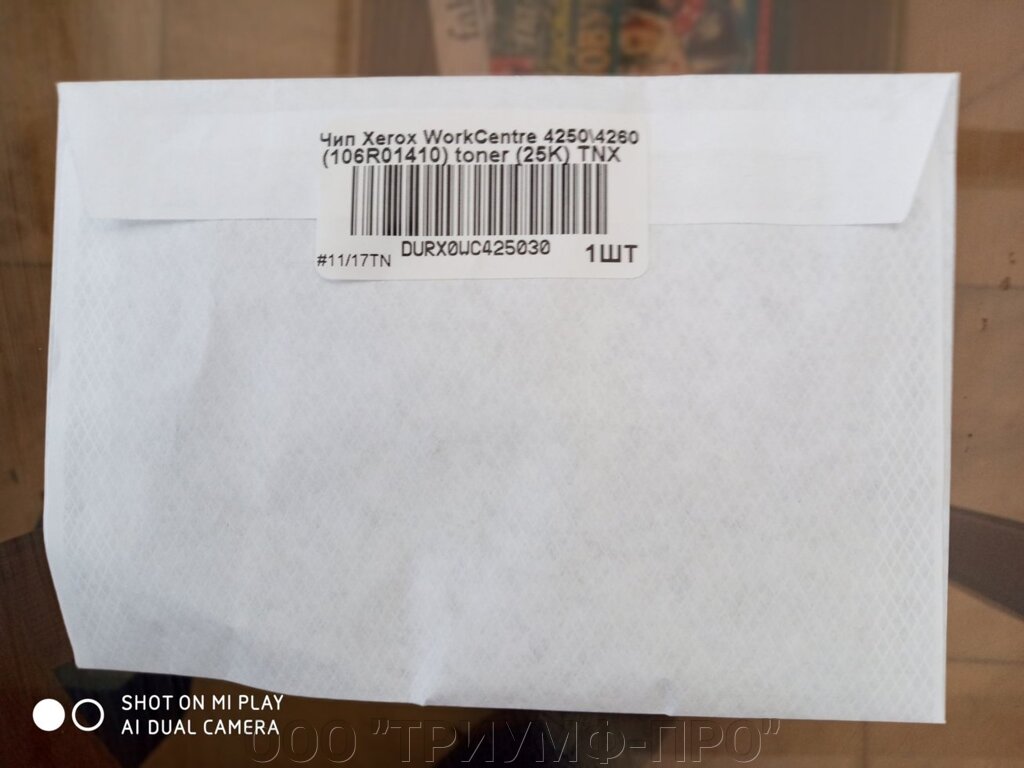 Чип Xerox WorkCentre 4250\4260
(106R01410) toner (25K) TNX
DURX0WC425030
#11/17TN
1ШТ
SHOT ON MI PLAY
AI DUAL CAMERA
ООО "ТРИУМФ-ПРО"